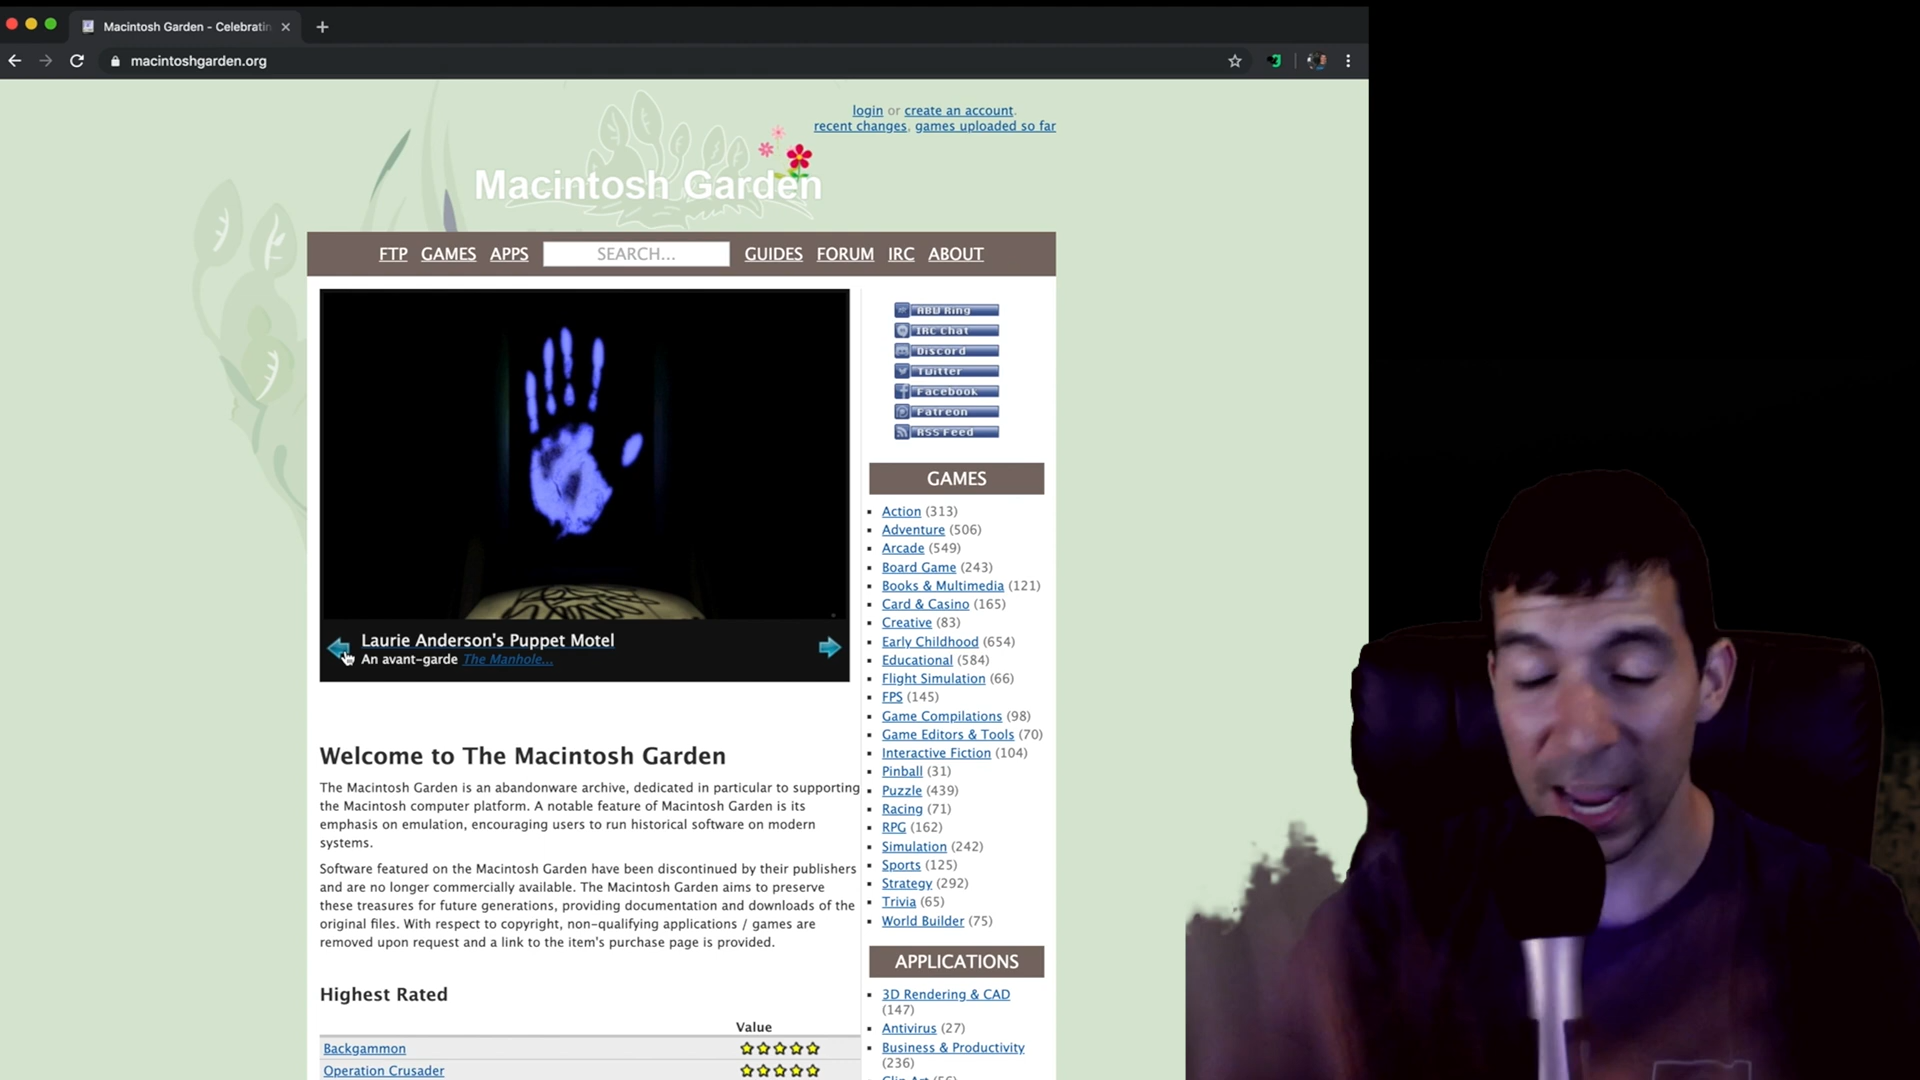 Macintosh Garden - Celebratin
macintoshgarden.org
login or create an account.
recent changes, games uploaded so far
Macintosh Garden
FTP GAMES APPS SEARCH... GUIDES FORUM IRC ABOUT
ABW Ring
IRC Chat
Discord
Twitter
Facebook
Patreon
RSS Feed
Laurie Anderson's Puppet Motel
An avant-garde The Manhole...
Welcome to The Macintosh Garden
The Macintosh Garden is an abandonware archive, dedicated in particular to supporting
the Macintosh computer platform. A notable feature of Macintosh Garden is its
emphasis on emulation, encouraging users to run historical software on modern
systems.
Software featured on the Macintosh Garden have been discontinued by their publishers
and are no longer commercially available. The Macintosh Garden aims to preserve
these treasures for future generations, providing documentation and downloads of the
original files. With respect to copyright, non-qualifying applications / games are
removed upon request and a link to the item's purchase page is provided.
Highest Rated
Value
Backgammon
Operation Crusader
GAMES
Action (313)
Adventure (506)
Arcade (549)
Board Game (243)
Books & Multimedia (121)
Card & Casino (165)
Creative (83)
Early Childhood (654)
Educational (584)
Flight Simulation (66)
FPS (145)
Game Compilations (98)
Game Editors & Tools (70)
Interactive Fiction (104)
Pinball (31)
Puzzle (439)
Racing (71)
RPG (162)
Simulation (242)
Sports (125)
Strategy (292)
Trivia (65)
World Builder (75)
APPLICATIONS
3D Rendering & CAD
(147)
Antivirus (27)
Business & Productivity
(236)